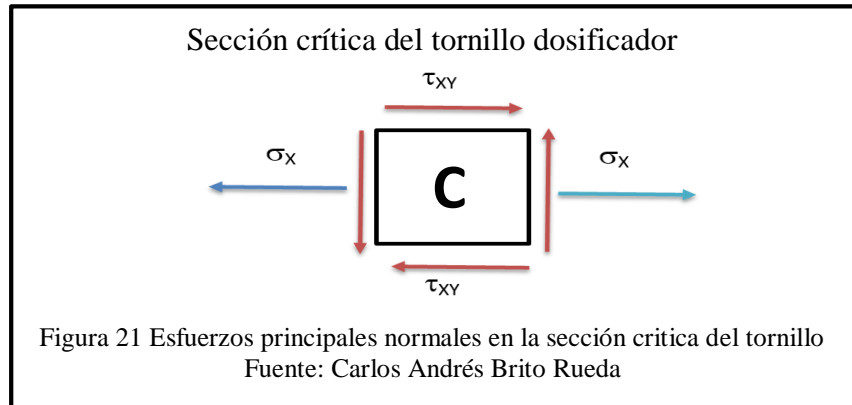 Sección crítica del tornillo dosificador
τXY
σX
C
σX
τXY
Figura 21 Esfuerzos principales normales en la sección critica del tornillo
Fuente: Carlos Andrés Brito Rueda